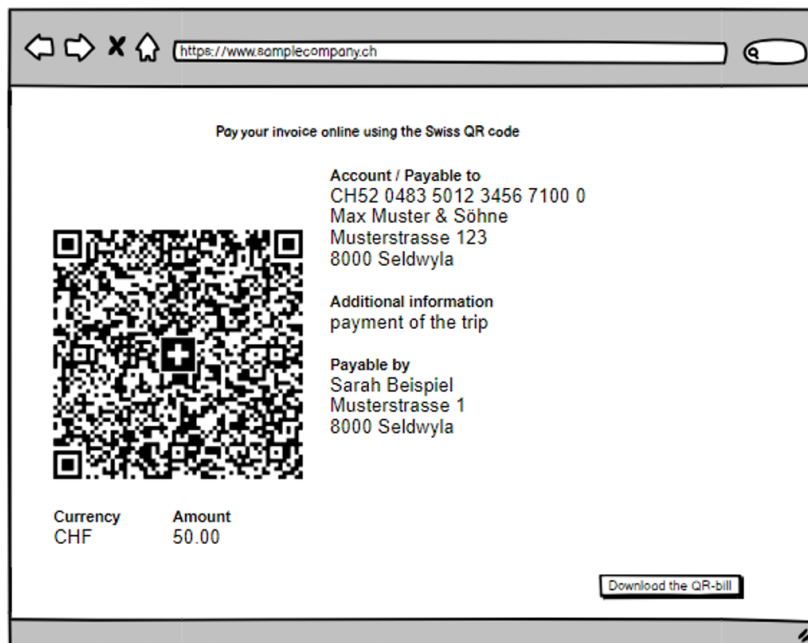 https://www.samplecompany.ch
Pay your invoice online using the Swiss QR code
Account / Payable to
CH52 0483 5012 3456 7100 0
Max Muster & Söhne
Musterstrasse 123
8000 Seldwyla
Additional information
payment of the trip
Payable by
Sarah Beispiel
Musterstrasse 1
8000 Seldwyla
Currency Amount
CHF 50.00
Download the QR-bill